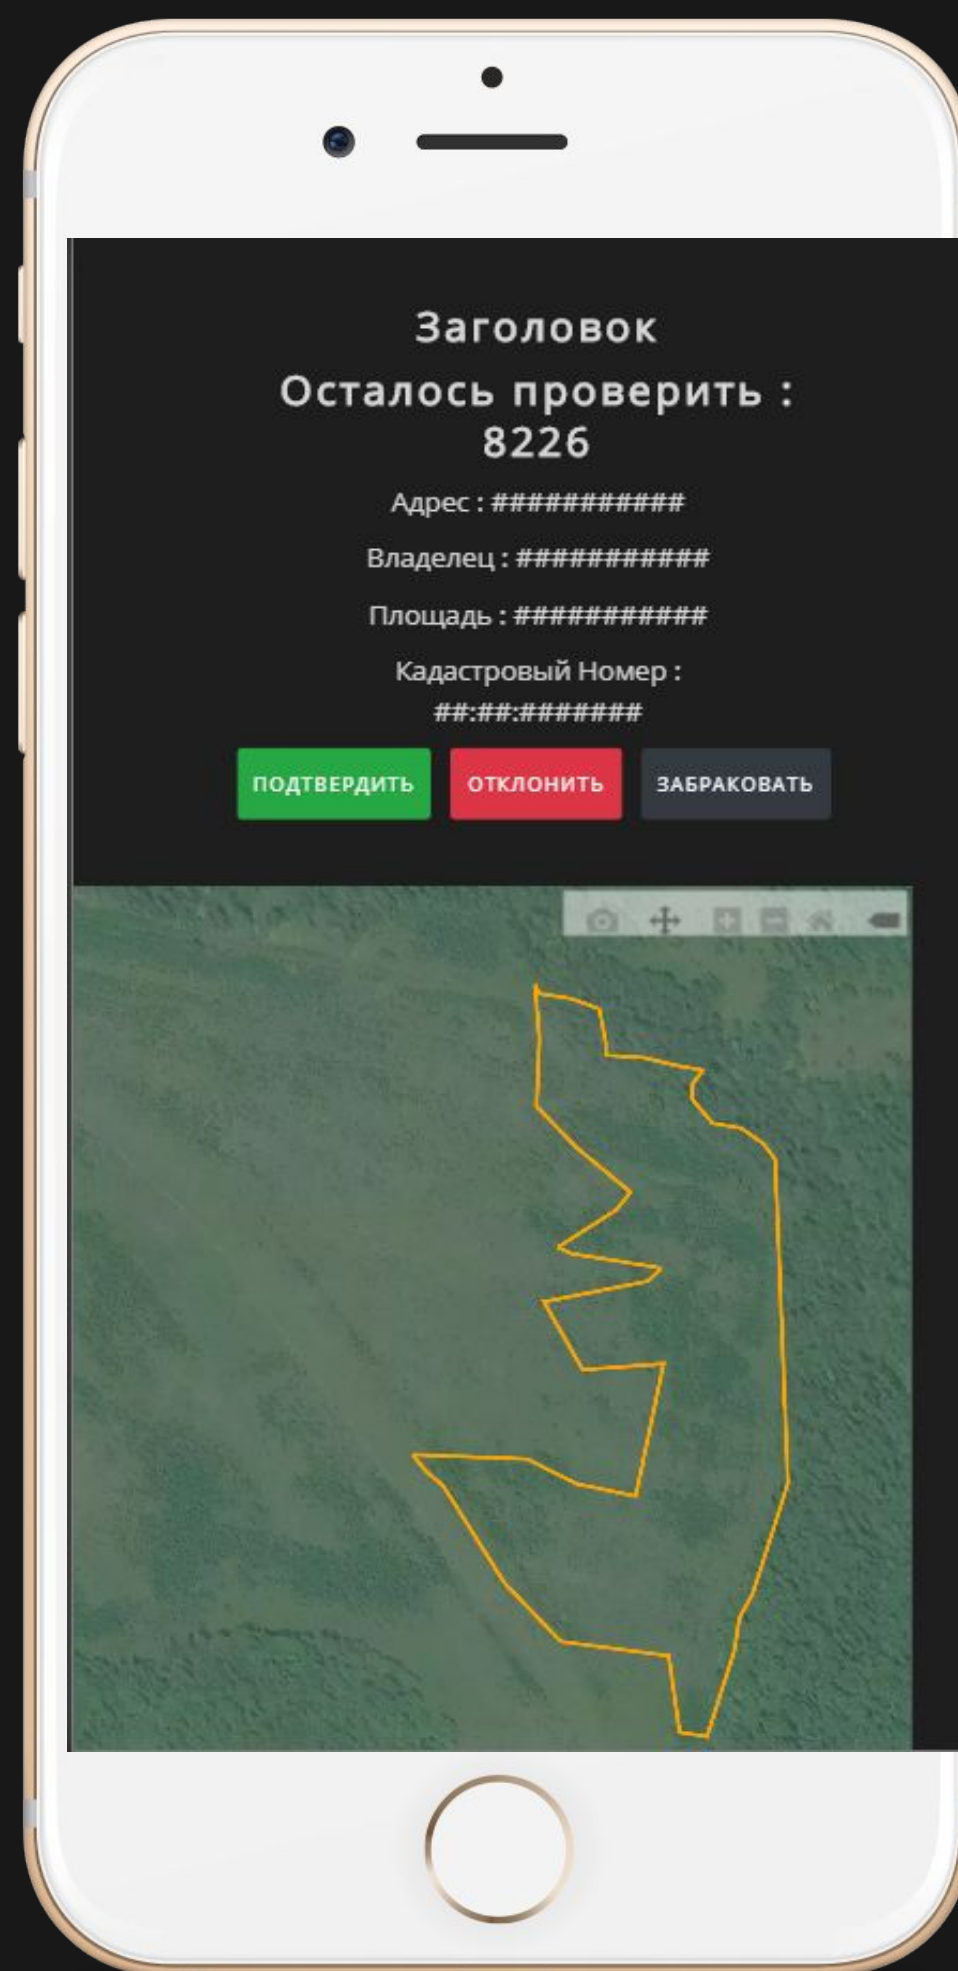 Заголовок
Осталось проверить :
8226
Адрес : ###########
Владелец : ###########
Площадь : ###########
Кадастровый Номер :
##:##:#######
ПОДТВЕРДИТЬ ОТКЛОНИТЬ ЗАБРАКОВАТЬ